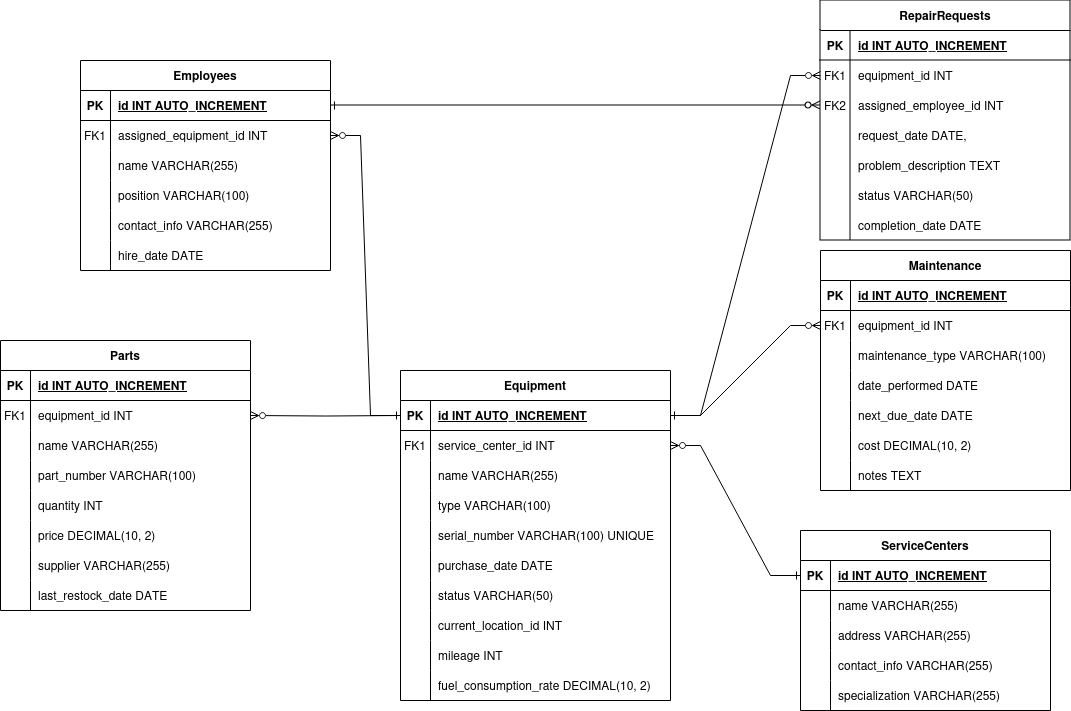 RepairRequests
PK id INT AUTO_INCREMENT
FK1 equipment_id INT
FK2 assigned_employee_id INT
request_date DATE,
problem_description TEXT
status VARCHAR(50)
completion_date DATE
Employees
PK id INT AUTO_INCREMENT
FK1 assigned_equipment_id INT
name VARCHAR(255)
position VARCHAR(100)
contact_info VARCHAR(255)
hire_date DATE
Maintenance
PK id INT AUTO_INCREMENT
FK1 equipment_id INT
maintenance_type VARCHAR(100)
date_performed DATE
next_due_date DATE
cost DECIMAL(10, 2)
notes TEXT
Parts
PK id INT AUTO_INCREMENT
FK1 equipment_id INT
name VARCHAR(255)
part_number VARCHAR(100)
quantity INT
price DECIMAL(10, 2)
supplier VARCHAR(255)
last_restock_date DATE
Equipment
PK id INT AUTO_INCREMENT
FK1 service_center_id INT
name VARCHAR(255)
type VARCHAR(100)
serial_number VARCHAR(100) UNIQUE
purchase_date DATE
status VARCHAR(50)
current_location_id INT
mileage INT
fuel_consumption_rate DECIMAL(10, 2)
ServiceCenters
PK id INT AUTO_INCREMENT
name VARCHAR(255)
address VARCHAR(255)
contact_info VARCHAR(255)
specialization VARCHAR(255)